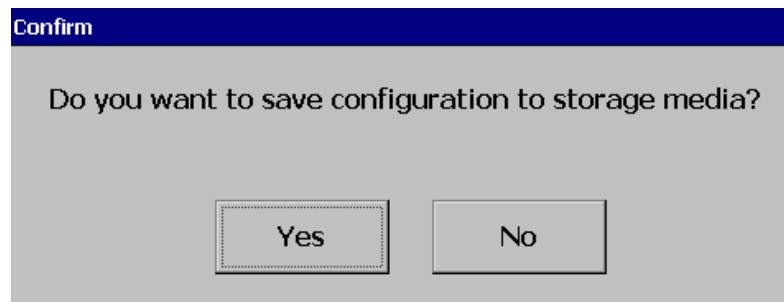 Confirm
Do you want to save configuration to storage media?
Yes No